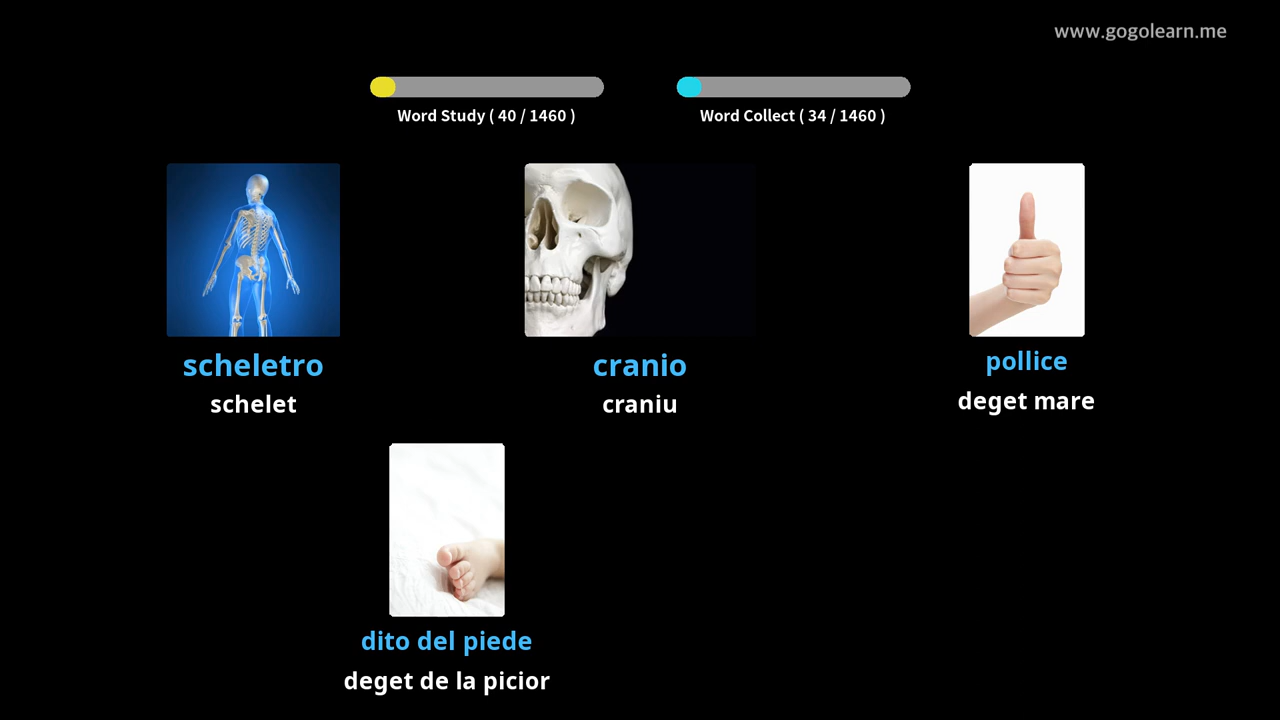 www.gogolearn.me
Word Study ( 40 / 1460 )
Word Collect ( 34 / 1460 )
scheletro
schelet
cranio
craniu
pollice
deget mare
dito del piede
deget de la picior